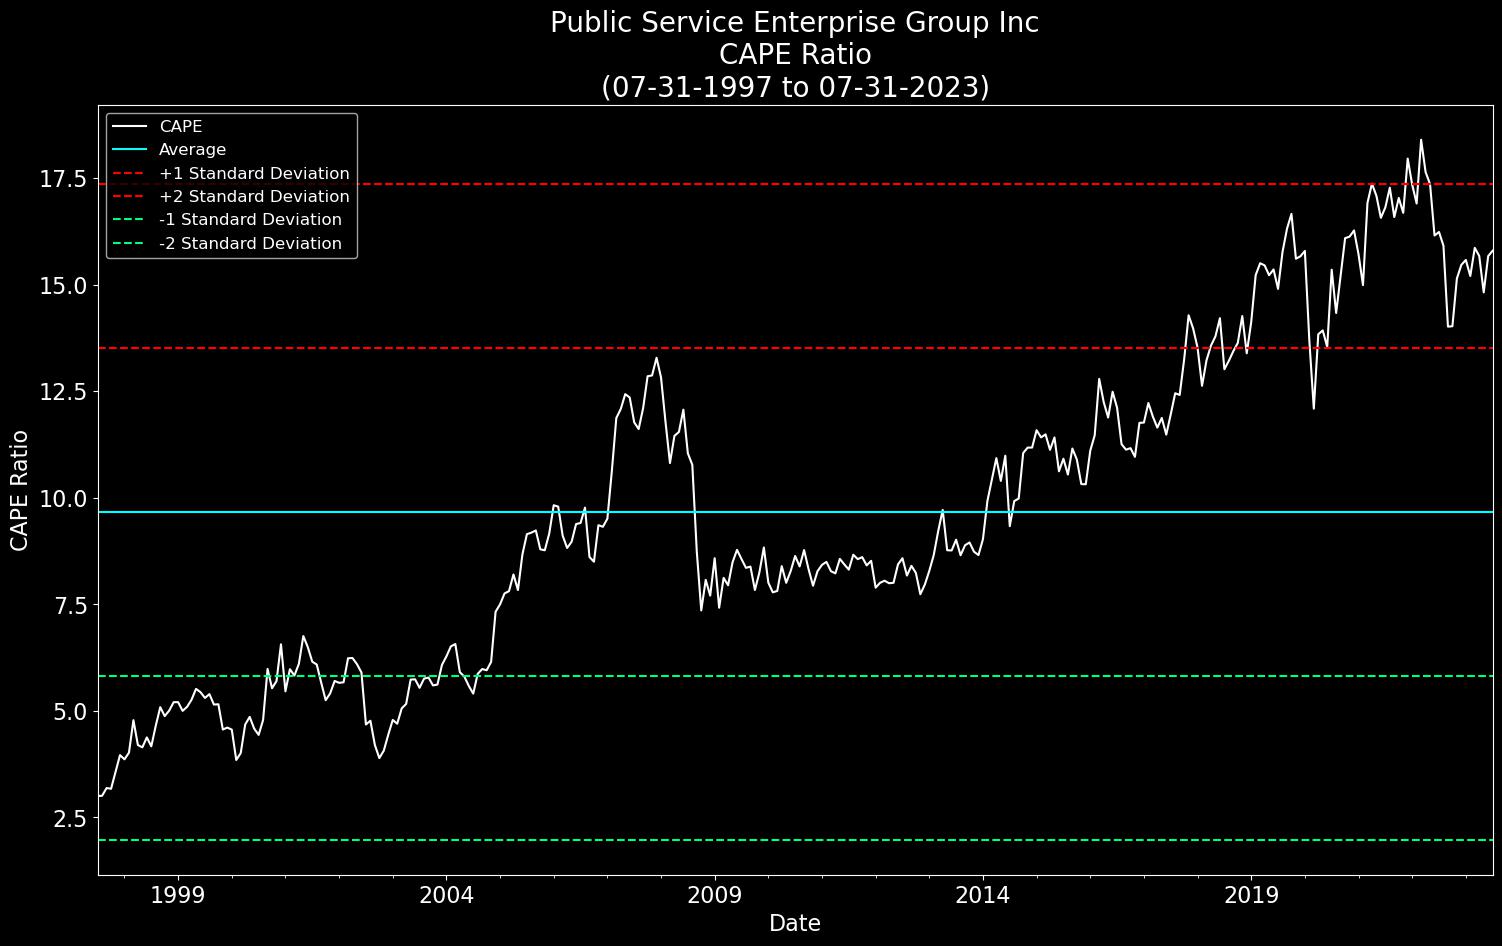 Public Service Enterprise Group Inc
CAPE Ratio
(07-31-1997 to 07-31-2023)
CAPE
Average
+1 Standard Deviation
+2 Standard Deviation
-1 Standard Deviation
-2 Standard Deviation
17.5
15.0
12.5
10.0
7.5
5.0
2.5
CAPE Ratio
1999 2004 2009 2014 2019
Date